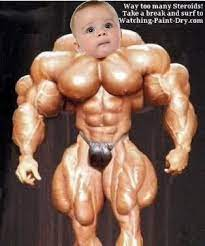 Way too many Steroids!
Take a break and surf to
Watching-Paint-Dry.com